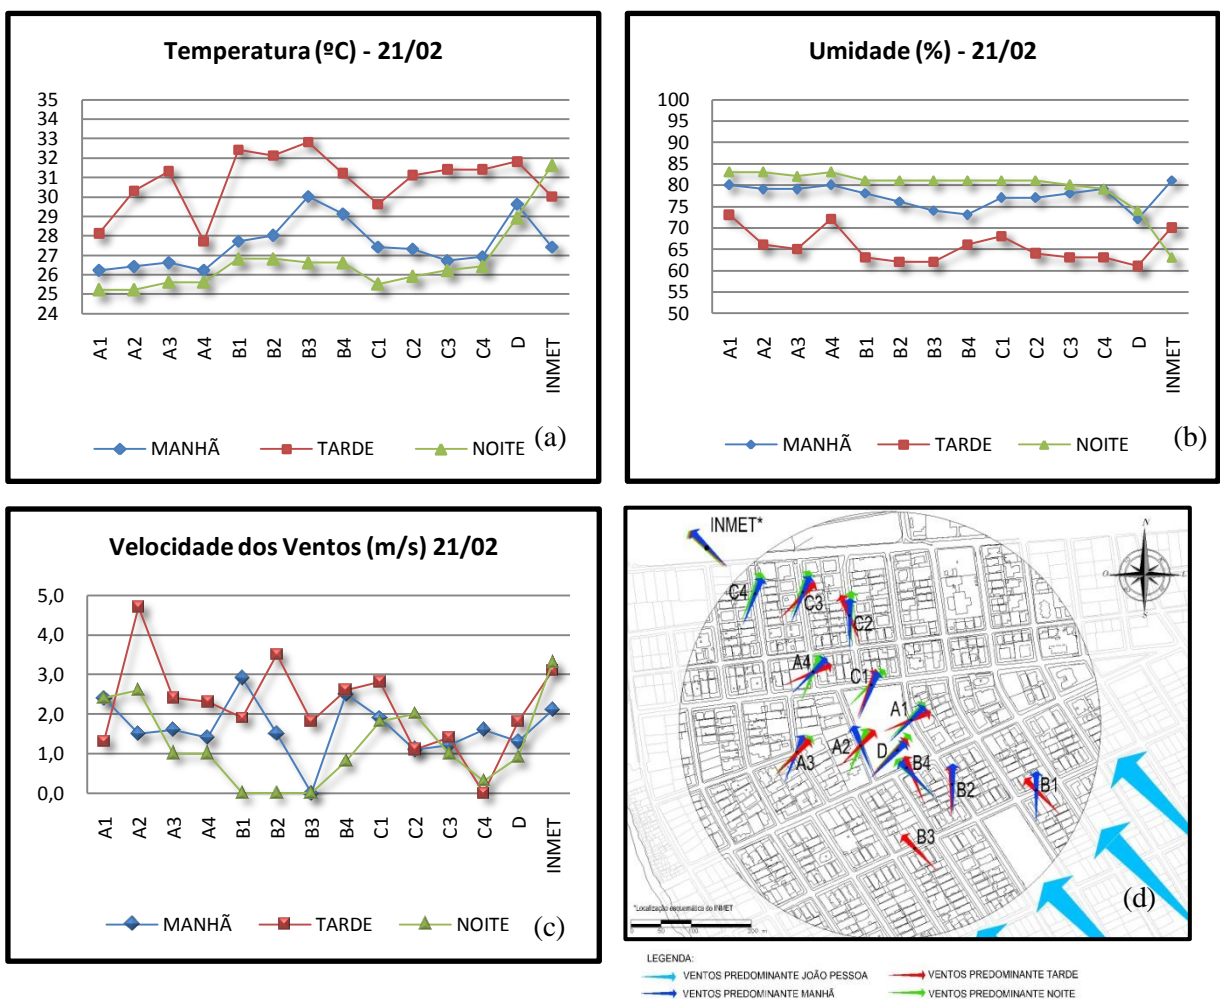 Temperatura (ºC) - 21/02
35
34
33
32
31
30
29
28
27
26
25
24
A1 A2 A3 A4 B1 B2 B3 B4 C1 C2 C3 C4 D INMET
MANHÃ TARDE NOITE (a)
Umidade (%) - 21/02
100
95
90
85
80
75
70
65
60
55
50
A1 A2 A3 A4 B1 B2 B3 B4 C1 C2 C3 C4 D INMET
MANHÃ TARDE NOITE (b)
Velocidade dos Ventos (m/s) 21/02
5,0
4,0
3,0
2,0
1,0
0,0
A1 A2 A3 A4 B1 B2 B3 B4 C1 C2 C3 C4 D INMET
MANHÃ TARDE NOITE (c)
INMET*
N
C4 C3
C2
A4 C1
A1
A2 D
A3 B4
B2 B1
B3
(d)
*Localização esquemática do INMET
0 50 100 200 m
LEGENDA:
VENTOS PREDOMINANTE JOÃO PESSOA VENTOS PREDOMINANTE TARDE
VENTOS PREDOMINANTE MANHÃ VENTOS PREDOMINANTE NOITE